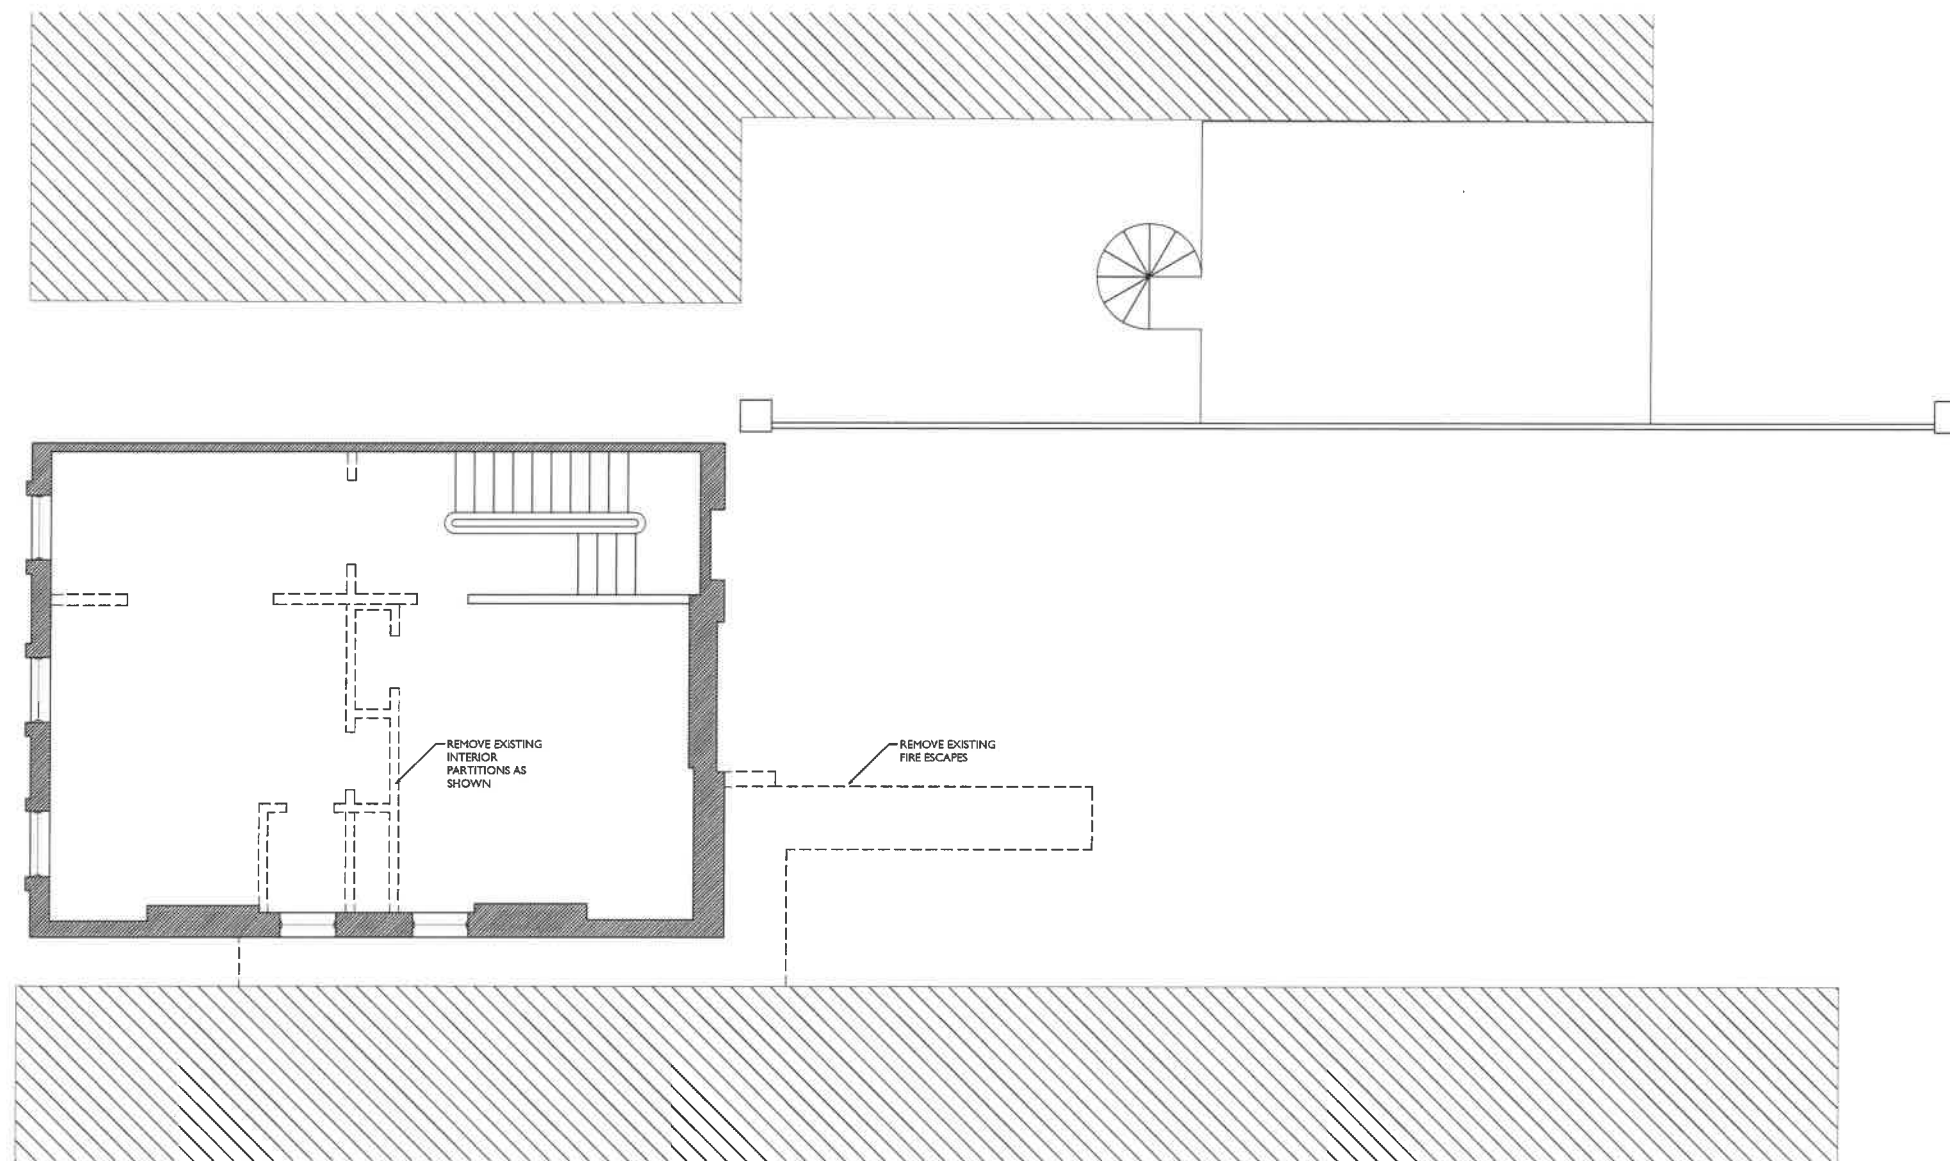 REMOVE EXISTING
INTERIOR
PARTITIONS AS
SHOWN
REMOVE EXISTING
FIRE ESCAPES